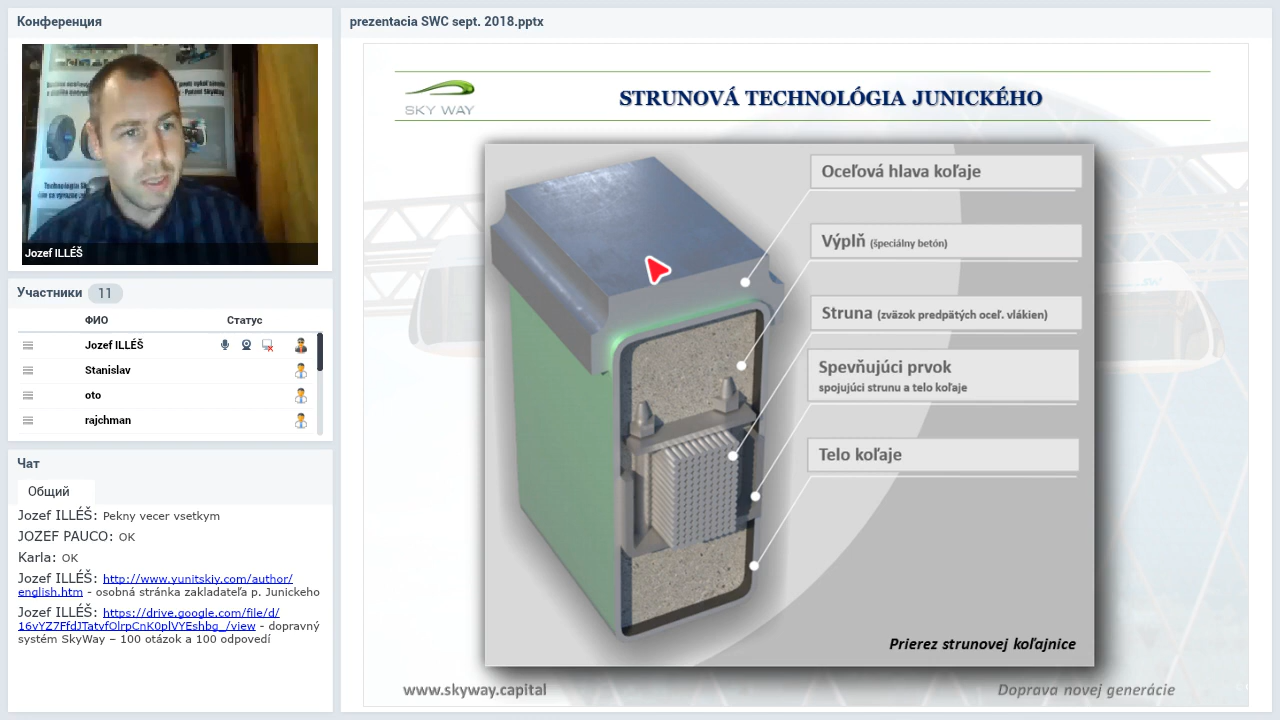 Конференция
Jozef ILLÉŠ
Участники 11
ФИО Статус
Jozef ILLÉŠ
Stanislav
oto
rajchman
Чат
Общий
Jozef ILLÉŠ: Pekny vecer vsetkym
JOZEF PAUCO: OK
Karla: OK
Jozef ILLÉŠ: http://www.yunitskiy.com/author/
english.htm - osobná stránka zakladateľa p. Junickeho
Jozef ILLÉŠ: https://drive.google.com/file/d/
- dopravný
systém SkyWay – 100 otázok a 100 odpovedí
prezentacia SWC sept. 2018.pptx
SKY WAY
STRUNOVÁ TECHNOLÓGIA JUNICKÉHO
Oceľová hlava koľaje
Výplň (špeciálny betón)
Struna (zväzok predpätých oceľ. vlákien)
Spevňujúci prvok
spojujúci strunu a telo koľaje
Telo koľaje
Prierez strunovej koľajnice
www.skyway.capital
Doprava novej generácie